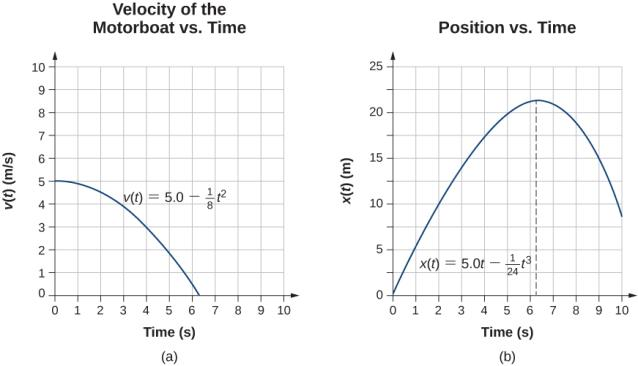 Velocity of the
Motorboat vs. Time
10
9
8
7
6
5
4
3
2
1
0
v(t) (m/s)
v(t) = 5.0 − 1/8 t²
0 1 2 3 4 5 6 7 8 9 10
Time (s)
(a)
Position vs. Time
25
20
15
10
5
0
x(t) (m)
x(t) = 5.0t − 1/24 t³
0 1 2 3 4 5 6 7 8 9 10
Time (s)
(b)